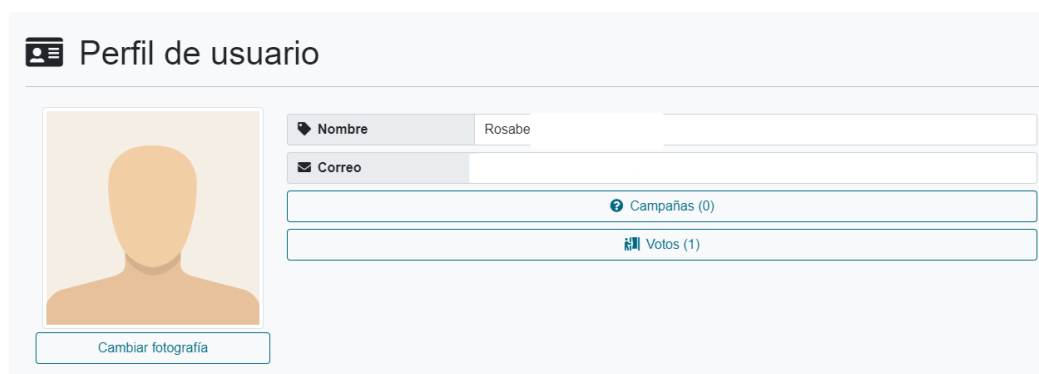 Perfil de usuario
Nombre Rosabe
Correo
Campañas (0)
Votos (1)
Cambiar fotografía